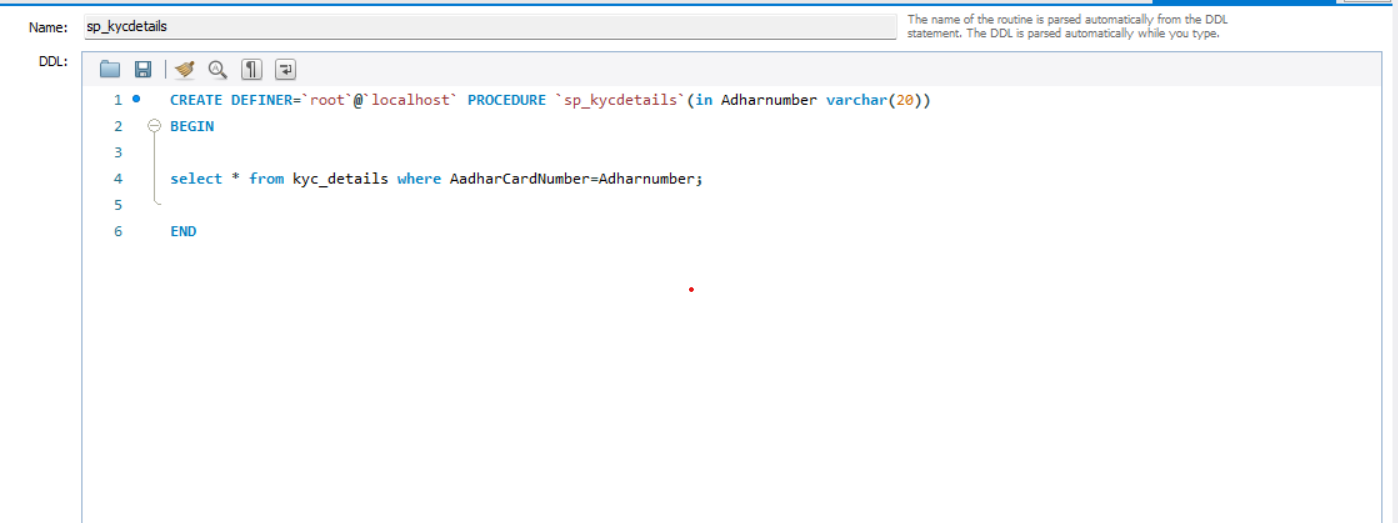 Name: sp_kycdetails
The name of the routine is parsed automatically from the DDL
statement. The DDL is parsed automatically while you type.
DDL:
1 CREATE DEFINER=`root`@`localhost` PROCEDURE `sp_kycdetails`(in Adharnumber varchar(20))
2 BEGIN
3
4 select * from kyc_details where AadharCardNumber=Adharnumber;
5
6 END